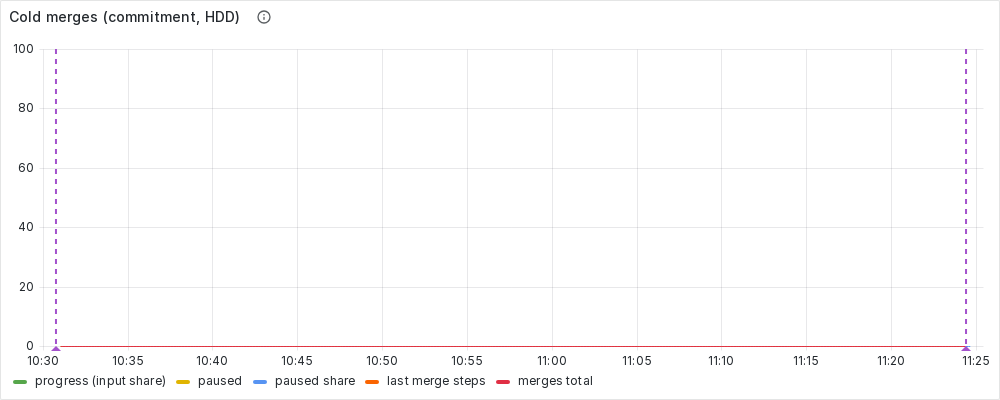 Cold merges (commitment, HDD)
100
80
60
40
20
0
10:30 10:35 10:40 10:45 10:50 10:55 11:00 11:05 11:10 11:15 11:20 11:25
progress (input share) paused paused share last merge steps merges total